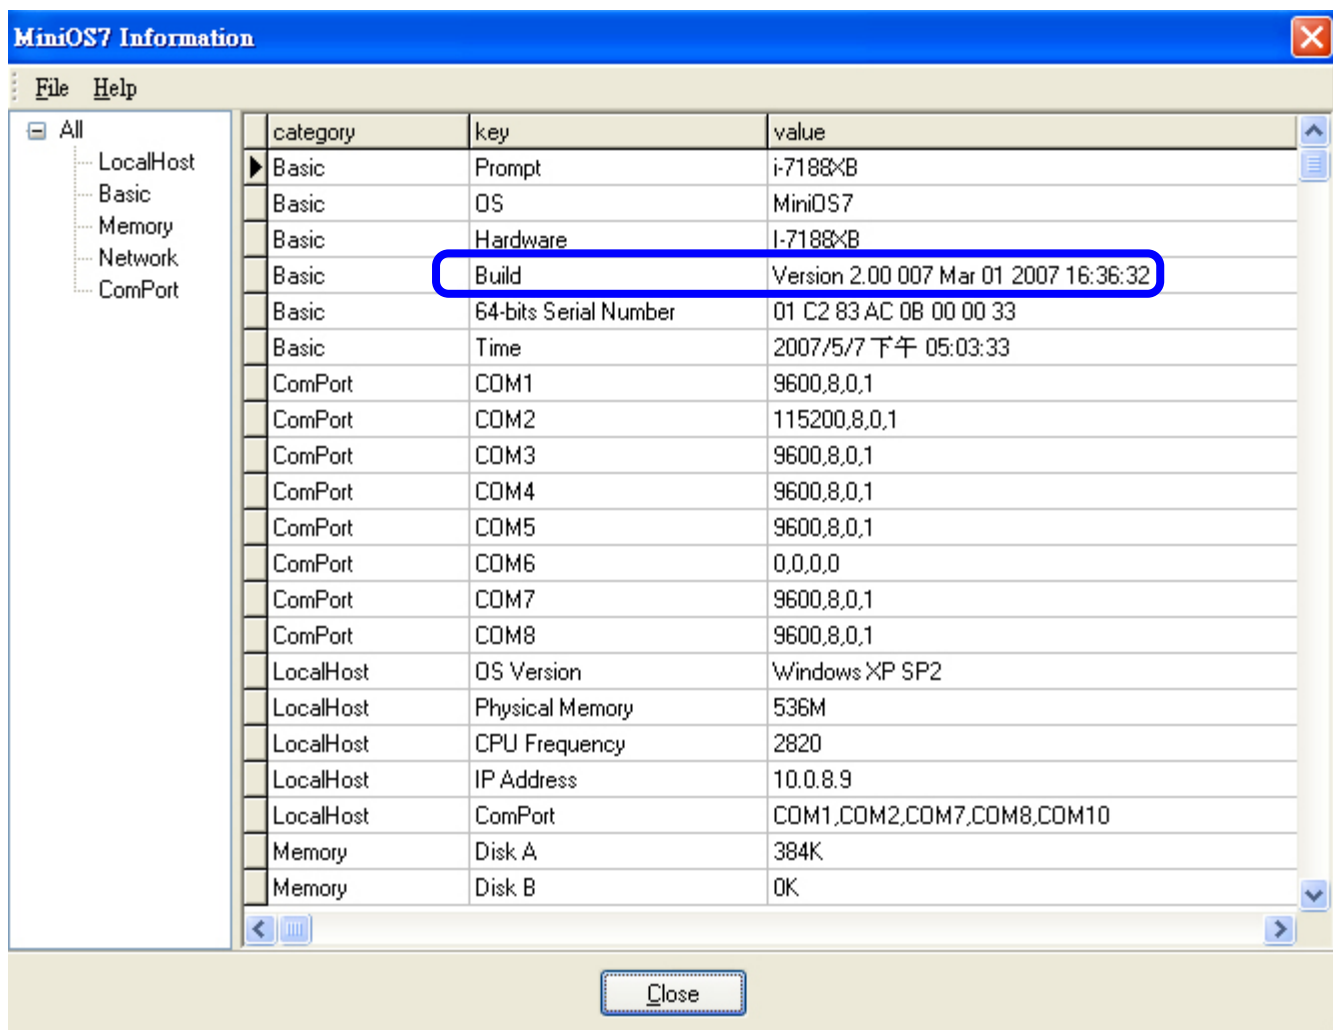 MiniOS7 Information
File Help
All
LocalHost
Basic
Memory
Network
ComPort
category key value
Basic Prompt i-7188XB
Basic OS MiniOS7
Basic Hardware I-7188XB
Basic Build Version 2.00 007 Mar 01 2007 16:36:32
Basic 64-bits Serial Number 01 C2 83 AC 0B 00 00 33
Basic Time 2007/5/7 下午 05:03:33
ComPort COM1 9600,8,0,1
ComPort COM2 115200,8,0,1
ComPort COM3 9600,8,0,1
ComPort COM4 9600,8,0,1
ComPort COM5 9600,8,0,1
ComPort COM6 0,0,0,0
ComPort COM7 9600,8,0,1
ComPort COM8 9600,8,0,1
LocalHost OS Version Windows XP SP2
LocalHost Physical Memory 536M
LocalHost CPU Frequency 2820
LocalHost IP Address 10.0.8.9
LocalHost ComPort COM1,COM2,COM7,COM8,COM10
Memory Disk A 384K
Memory Disk B 0K
Close